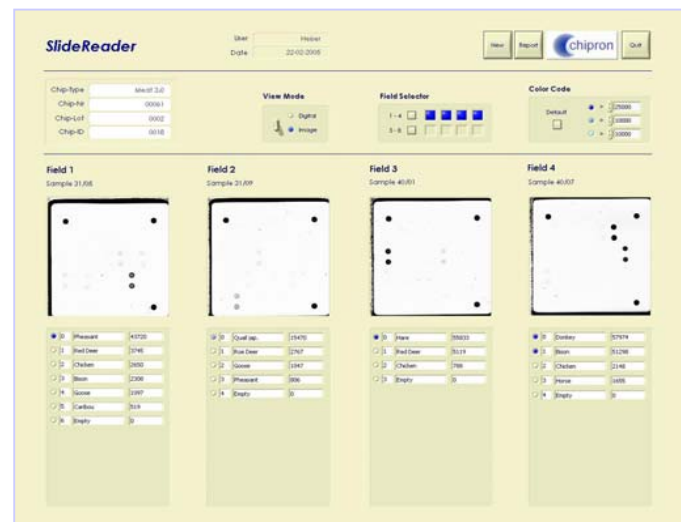 SlideReader
User Hebel
Date 22-02-2005
New
Report
chipron
Quit
Chip-Type Meat 3.0
Chip-Nr 00061
Chip-Lot 0002
Chip-ID 0018
View Mode
Digital
Image
Field Selector
1-4
5-8
Color Code
Default
25000
10000
10000
Field 1
Sample 31/08
Field 2
Sample 31/09
Field 3
Sample 40/01
Field 4
Sample 40/07
0 Pheasant 43720
1 Red Deer 3745
2 Chicken 2650
3 Bison 2308
4 Goose 1097
5 Caribou 519
6 Empty 0
0 Quail jap. 15470
1 Roe Deer 2767
2 Goose 1047
3 Pheasant 806
4 Empty 0
0 Hare 55033
1 Red Deer 5119
2 Chicken 788
3 Empty 0
0 Donkey 57974
1 Bison 51298
2 Chicken 2148
3 Horse 1655
4 Empty 0